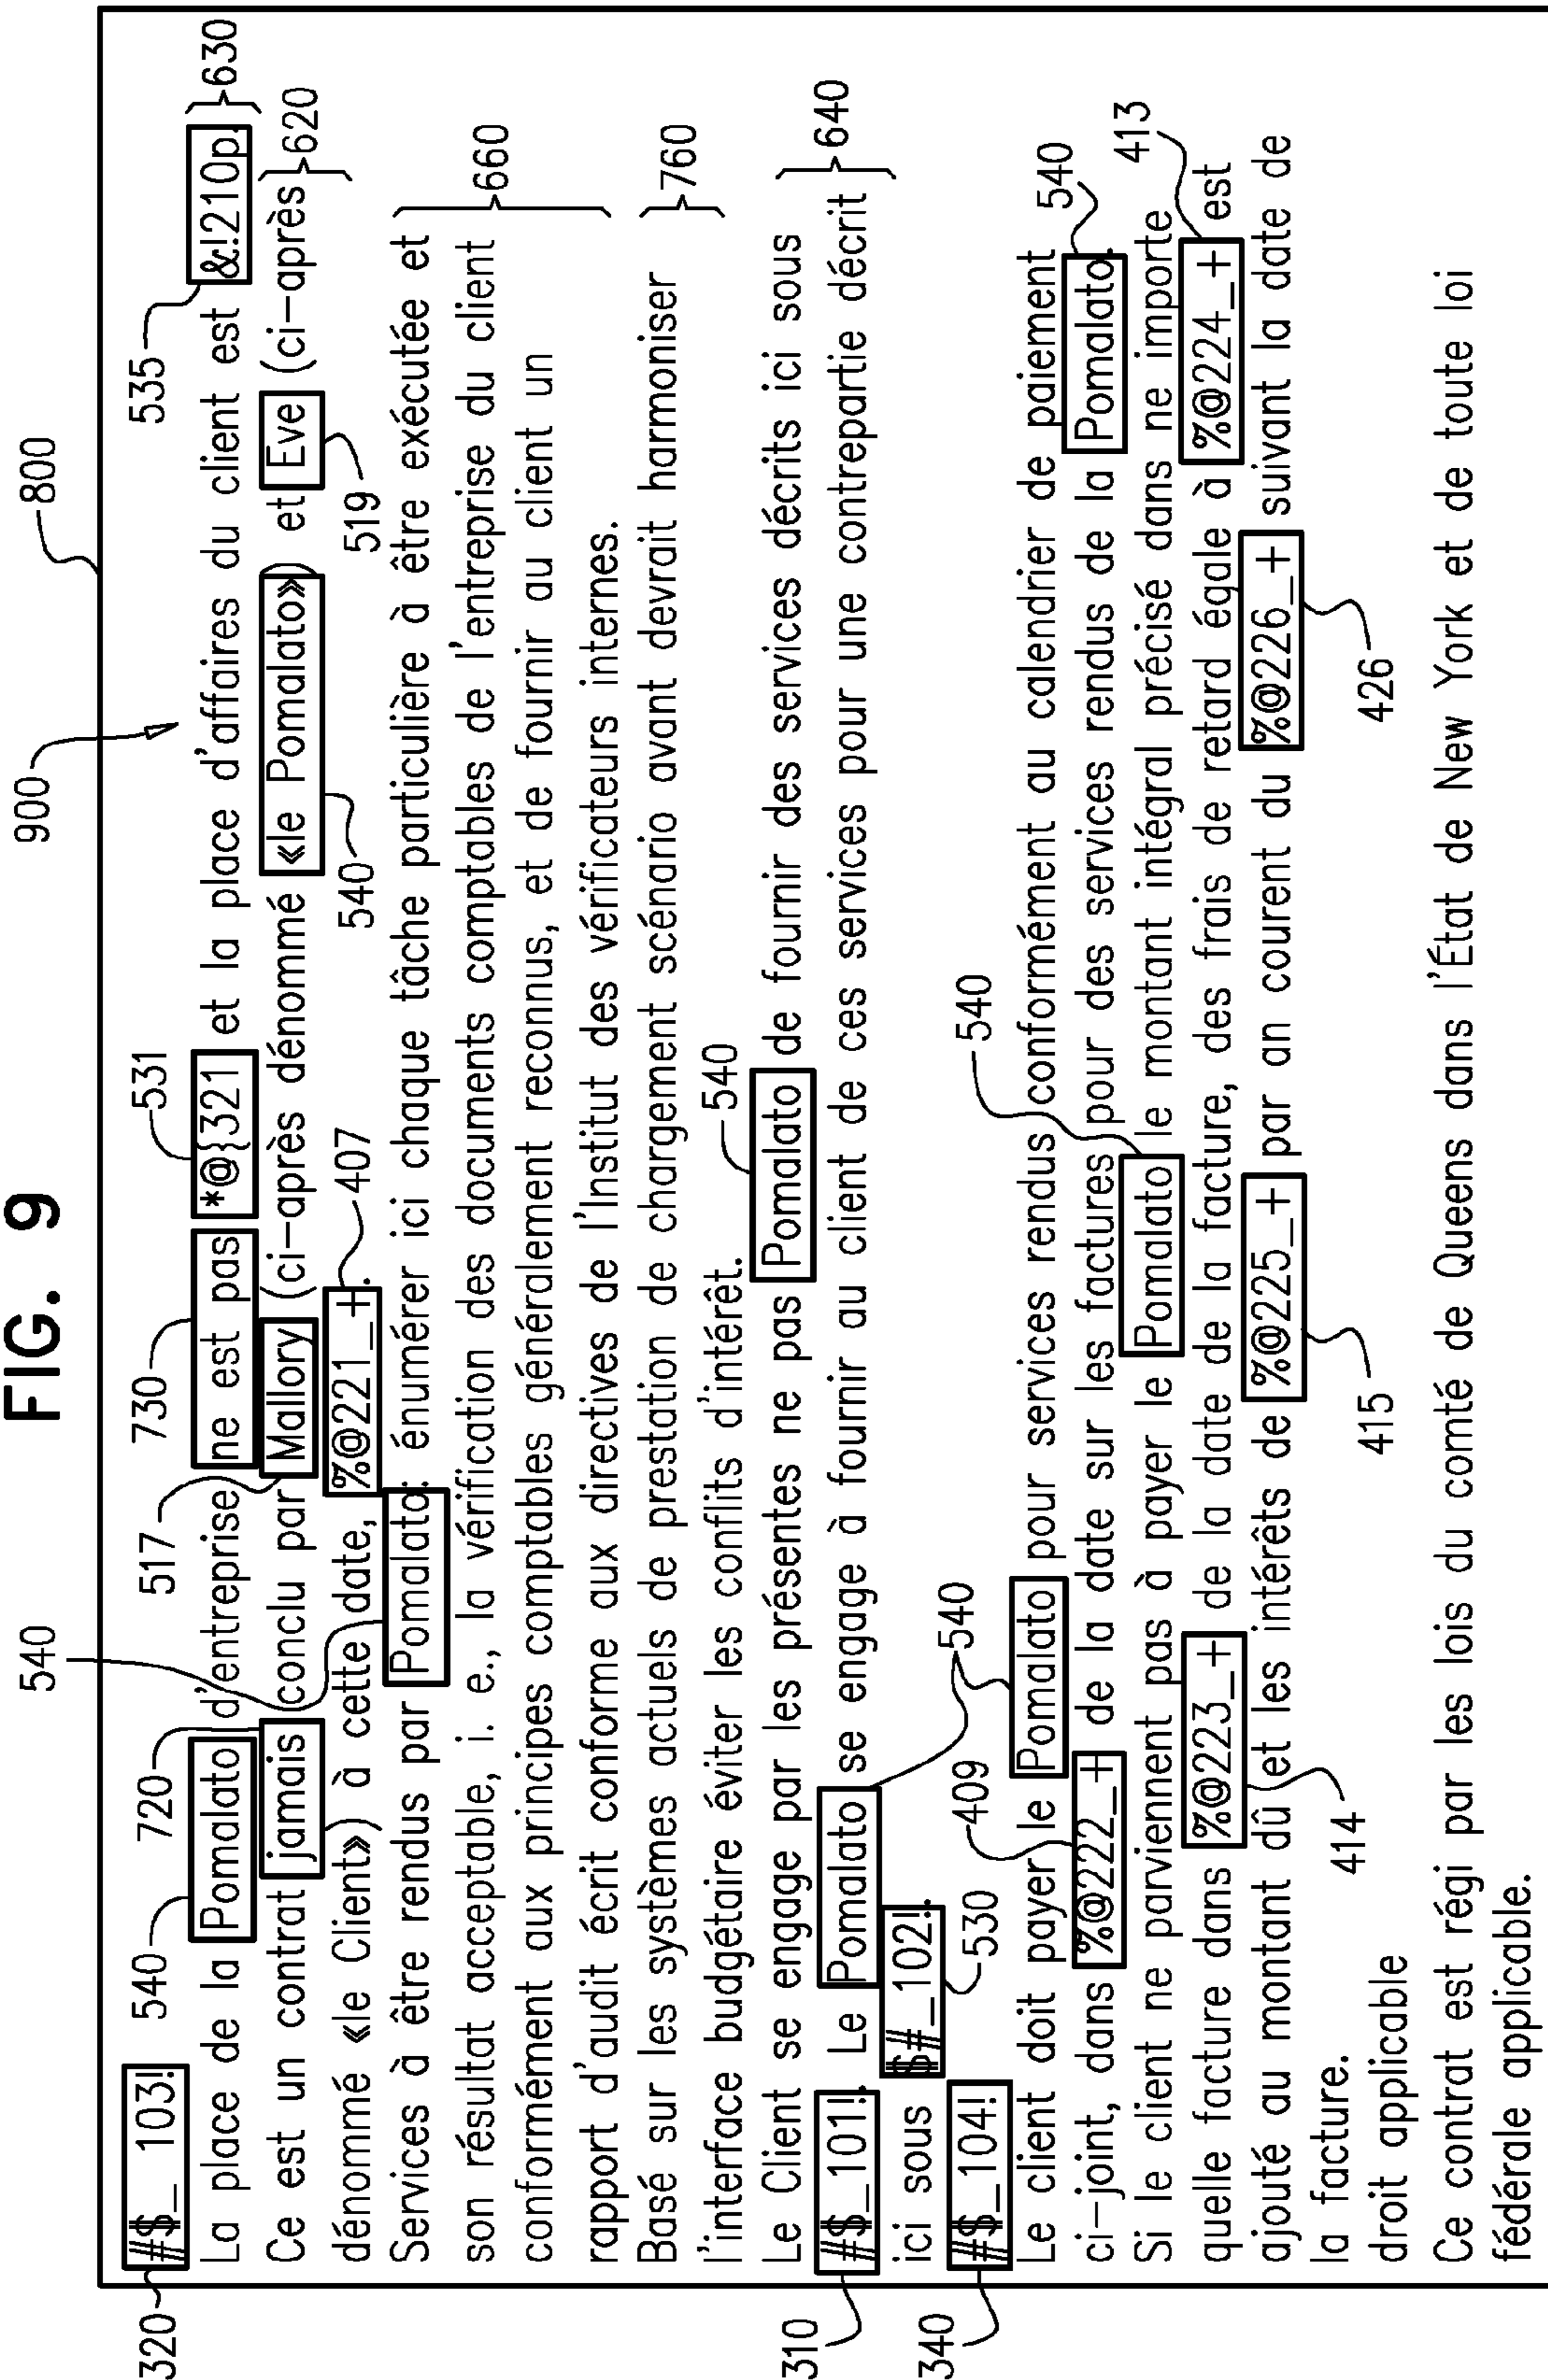 FIG. 9
900
800
320
540
720
540
517
730
531
535
630
#$_103!
La place de la Pomalato d'entreprise ne est pas *@}321 et la place d'affaires du client est &!210p.
620
Ce est un contrat jamais conclu par Mallory (ci-après dénommé «le Pomalato») et Eve (ci-après
dénommé «le Client») à cette date, %@221_+.
407
540
519
Services à être rendus par Pomalato: énumérer ici chaque tâche particulière à être exécutée et
son résultat acceptable, i. e., la vérification des documents comptables de l'entreprise du client
660
conformément aux principes comptables généralement reconnus, et de fournir au client un
rapport d'audit écrit conforme aux directives de l'Institut des vérificateurs internes.
Basé sur les systèmes actuels de prestation de chargement scénario avant devrait harmoniser
760
l'interface budgétaire éviter les conflits d'intérêt.
540
Le Client se engage par les présentes ne pas Pomalato de fournir des services décrits ici sous
310
#$_101!. Le Pomalato se engage à fournir au client de ces services pour une contrepartie décrit
640
ici sous $#_102!.
530
409
540
540
340
#$_104!
Le client doit payer le Pomalato pour services rendus conformément au calendrier de paiement
540
ci-joint, dans %@222_+ de la date sur les factures pour des services rendus de la Pomalato.
Si le client ne parviennent pas à payer le Pomalato le montant intégral précisé dans ne importe
413
quelle facture dans %@223_+ de la date de la facture, des frais de retard égale à %@224_+ est
ajouté au montant dû et les intérêts de %@225_+ par an courent du %@226_+ suivant la date de
la facture.
414
415
426
droit applicable
Ce contrat est régi par les lois du comté de Queens dans l'État de New York et de toute loi
fédérale applicable.